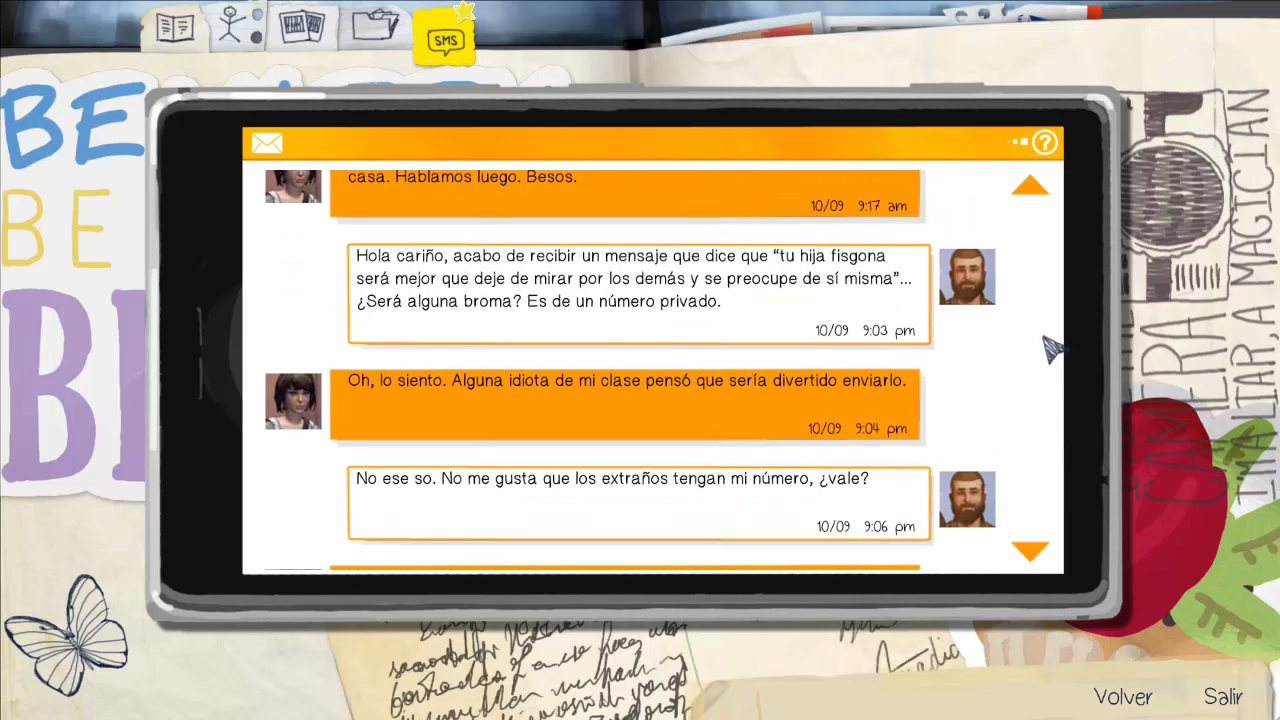 SMS
BE
BE
casa. Hablamos luego. Besos.
10/09 9:17 am
Hola cariño, acabo de recibir un mensaje que dice que “tu hija fisgona
será mejor que deje de mirar por los demás y se preocupe de sí misma”...
¿Será alguna broma? Es de un número privado.
10/09 9:03 pm
Oh, lo siento. Alguna idiota de mi clase pensó que sería divertido enviarlo.
10/09 9:04 pm
No ese so. No me gusta que los extraños tengan mi número, ¿vale?
10/09 9:06 pm
CAMERA
A MAGICIAN
Volver Salir